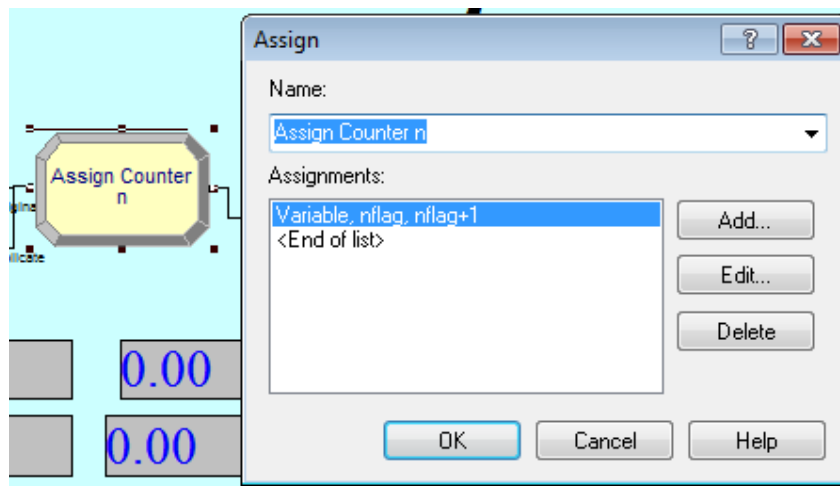 Assign
Name:
Assign Counter n
Assign Counter
n
Assignments:
Variable, nflag, nflag+1
<End of list>
Add...
Edit...
Delete
0.00
0.00
OK
Cancel
Help